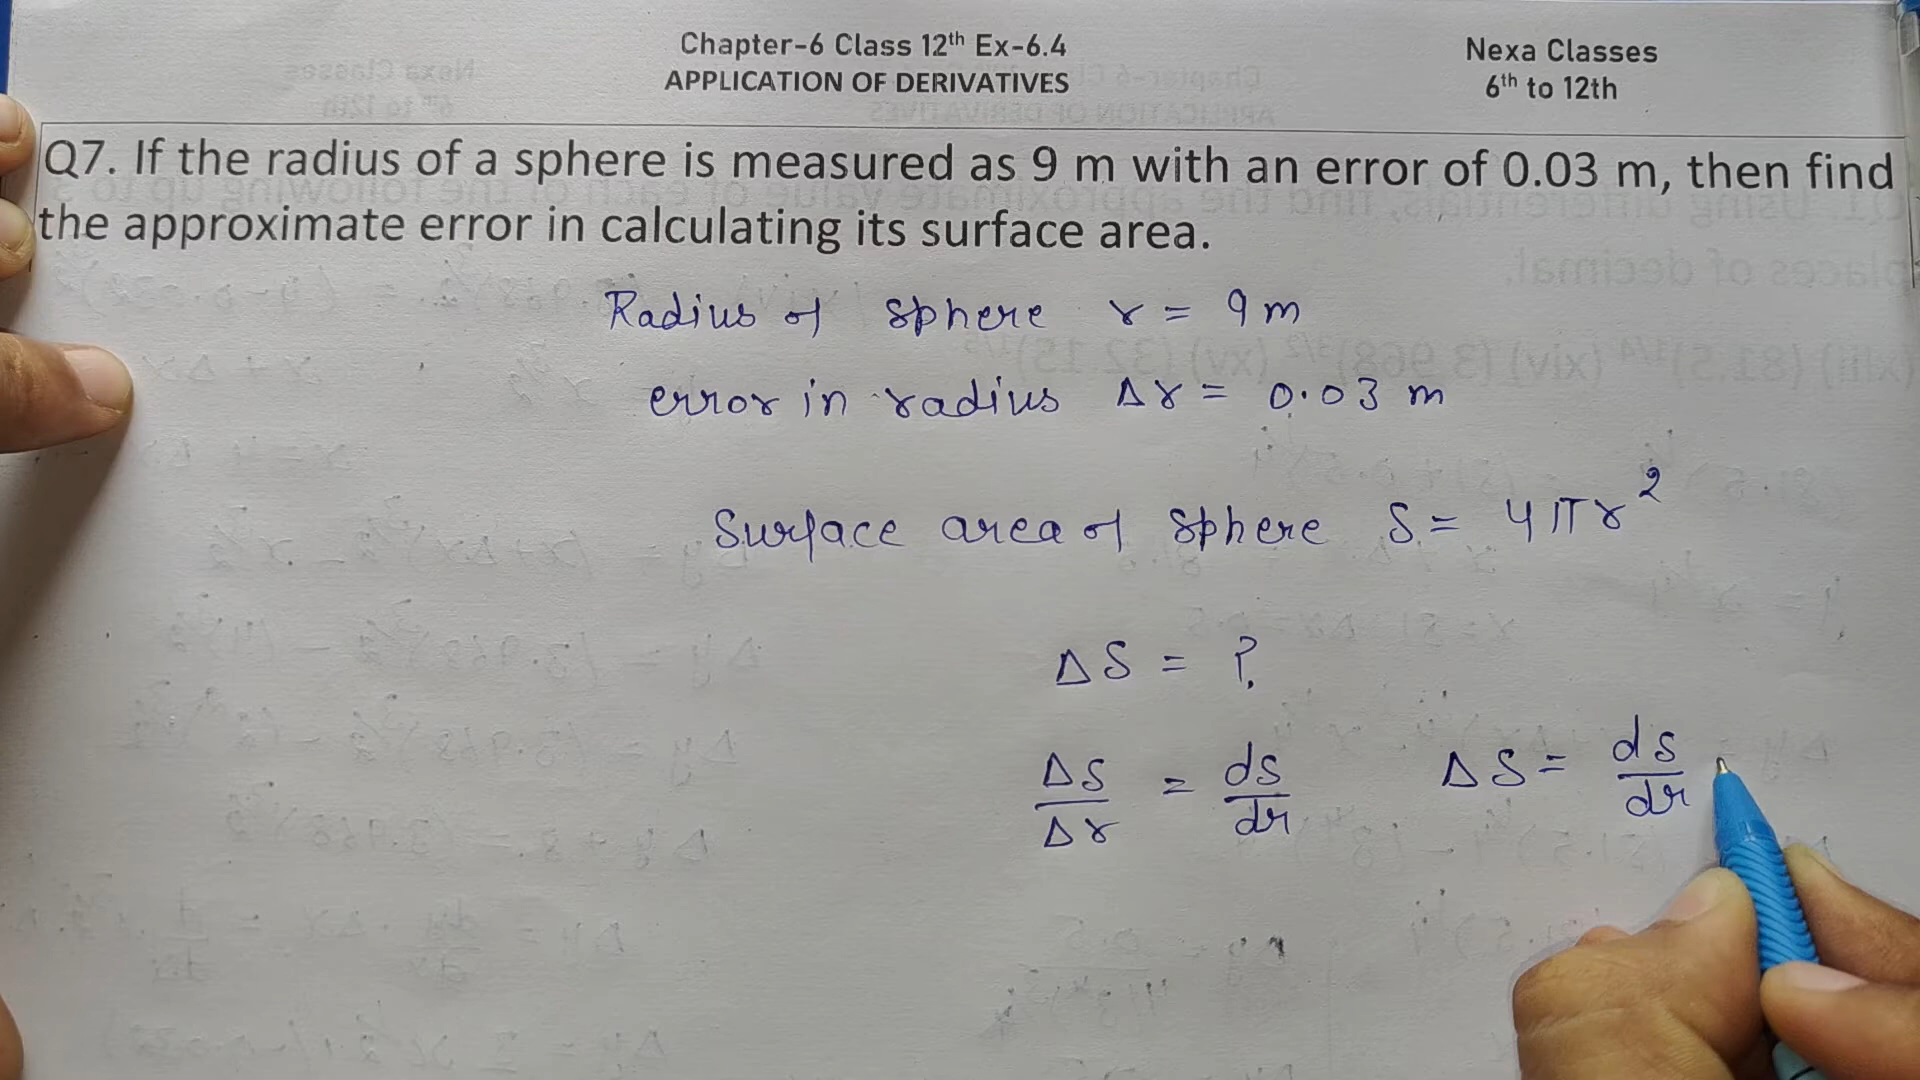 Chapter-6 Class 12th Ex-6.4
APPLICATION OF DERIVATIVES
Nexa Classes
6th to 12th
Q7. If the radius of a sphere is measured as 9 m with an error of 0.03 m, then find
the approximate error in calculating its surface area.
Radius of sphere r = 9 m
error in radius Δr = 0.03 m
Surface area of sphere S = 4πr²
ΔS = ?
ΔS/Δr = ds/dr ΔS = ds/dr